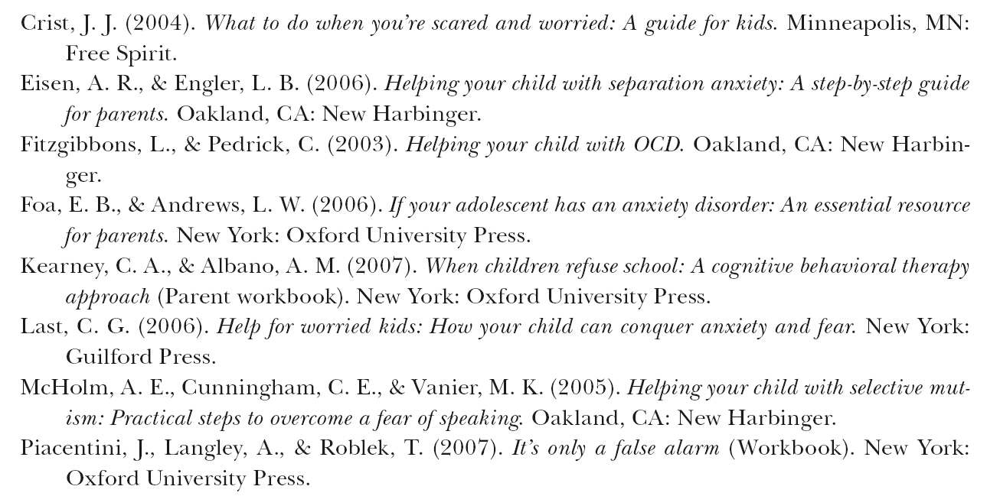 Crist, J. J. (2004). What to do when you’re scared and worried: A guide for kids. Minneapolis, MN:
Free Spirit.
Eisen, A. R., & Engler, L. B. (2006). Helping your child with separation anxiety: A step-by-step guide
for parents. Oakland, CA: New Harbinger.
Fitzgibbons, L., & Pedrick, C. (2003). Helping your child with OCD. Oakland, CA: New Harbin-
ger.
Foa, E. B., & Andrews, L. W. (2006). If your adolescent has an anxiety disorder: An essential resource
for parents. New York: Oxford University Press.
Kearney, C. A., & Albano, A. M. (2007). When children refuse school: A cognitive behavioral therapy
approach (Parent workbook). New York: Oxford University Press.
Last, C. G. (2006). Help for worried kids: How your child can conquer anxiety and fear. New York:
Guilford Press.
McHolm, A. E., Cunningham, C. E., & Vanier, M. K. (2005). Helping your child with selective mut-
ism: Practical steps to overcome a fear of speaking. Oakland, CA: New Harbinger.
Piacentini, J., Langley, A., & Roblek, T. (2007). It’s only a false alarm (Workbook). New York:
Oxford University Press.